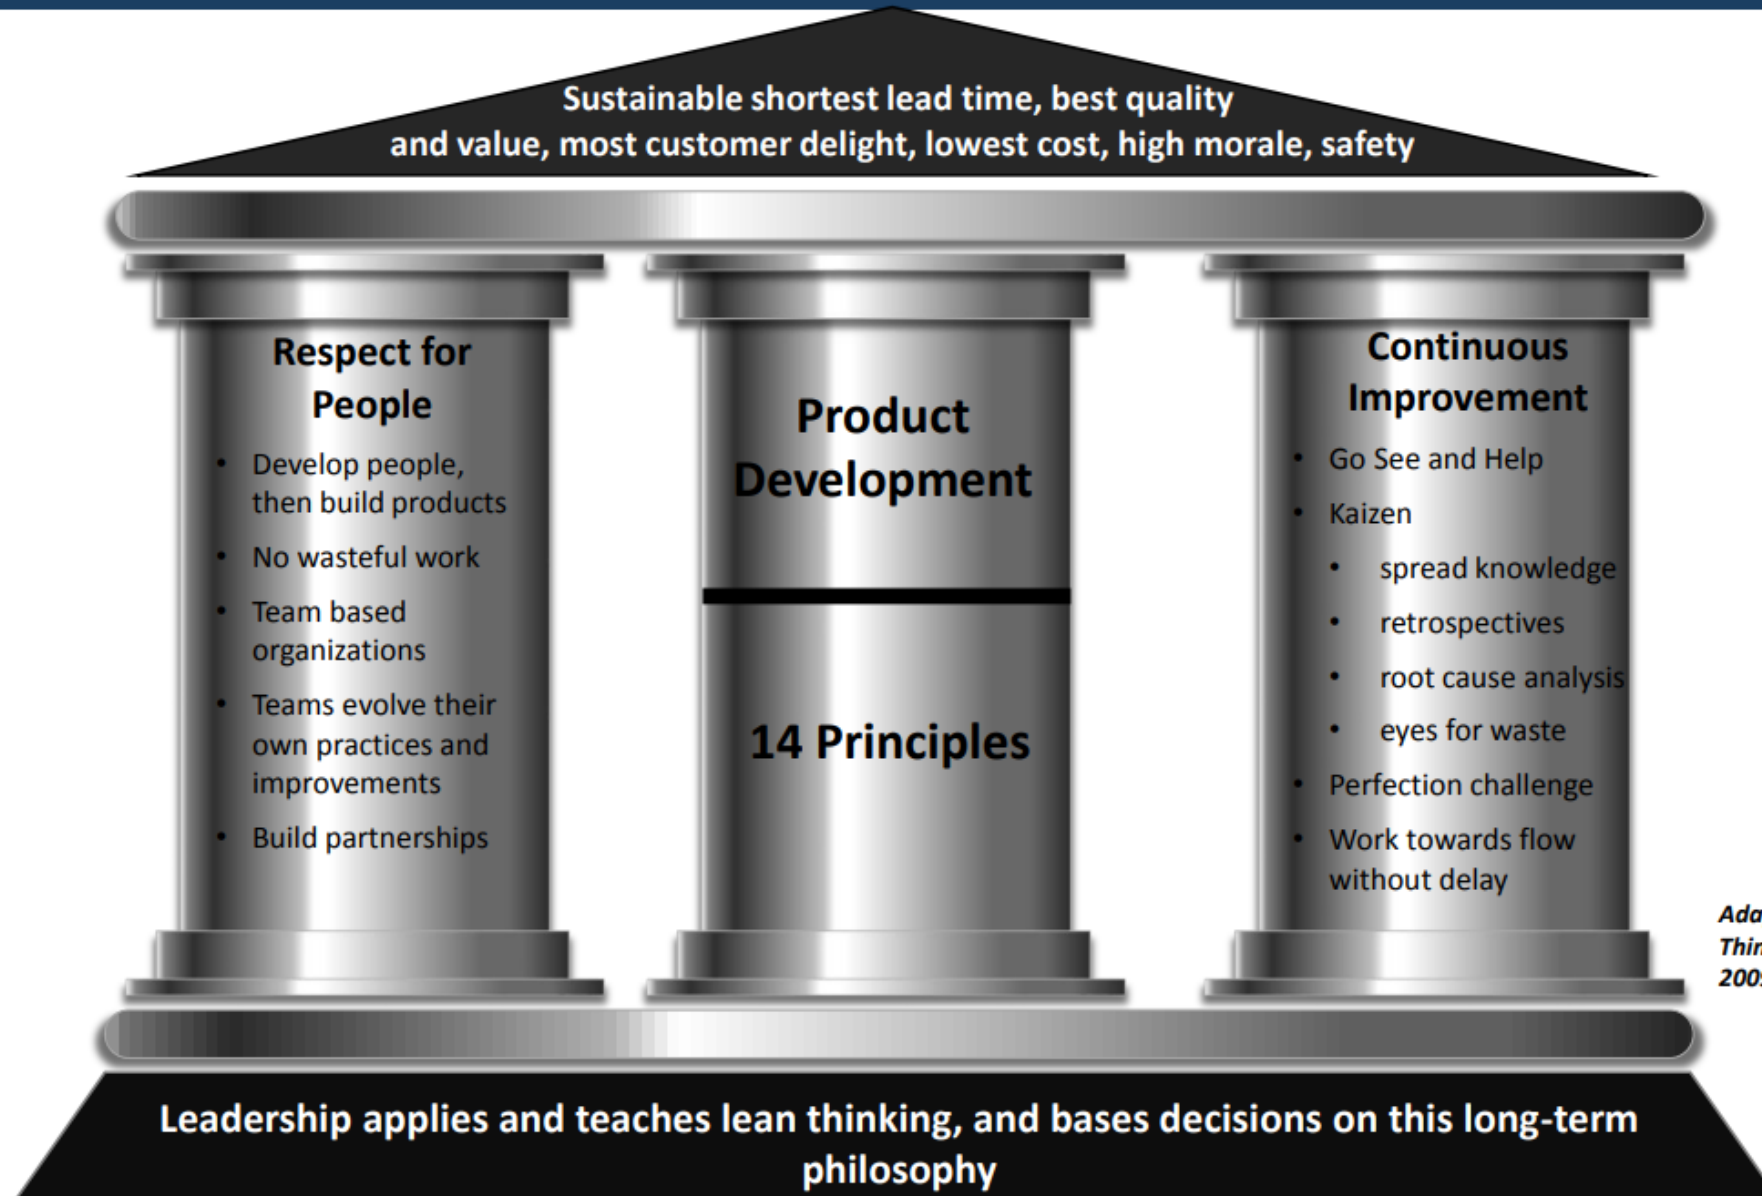 Sustainable shortest lead time, best quality
and value, most customer delight, lowest cost, high morale, safety
Respect for
People
• Develop people,
then build products
• No wasteful work
• Team based
organizations
• Teams evolve their
own practices and
improvements
• Build partnerships
Product
Development
14 Principles
Continuous
Improvement
• Go See and Help
• Kaizen
• spread knowledge
• retrospectives
• root cause analysis
• eyes for waste
• Perfection challenge
• Work towards flow
without delay
Leadership applies and teaches lean thinking, and bases decisions on this long-term
philosophy